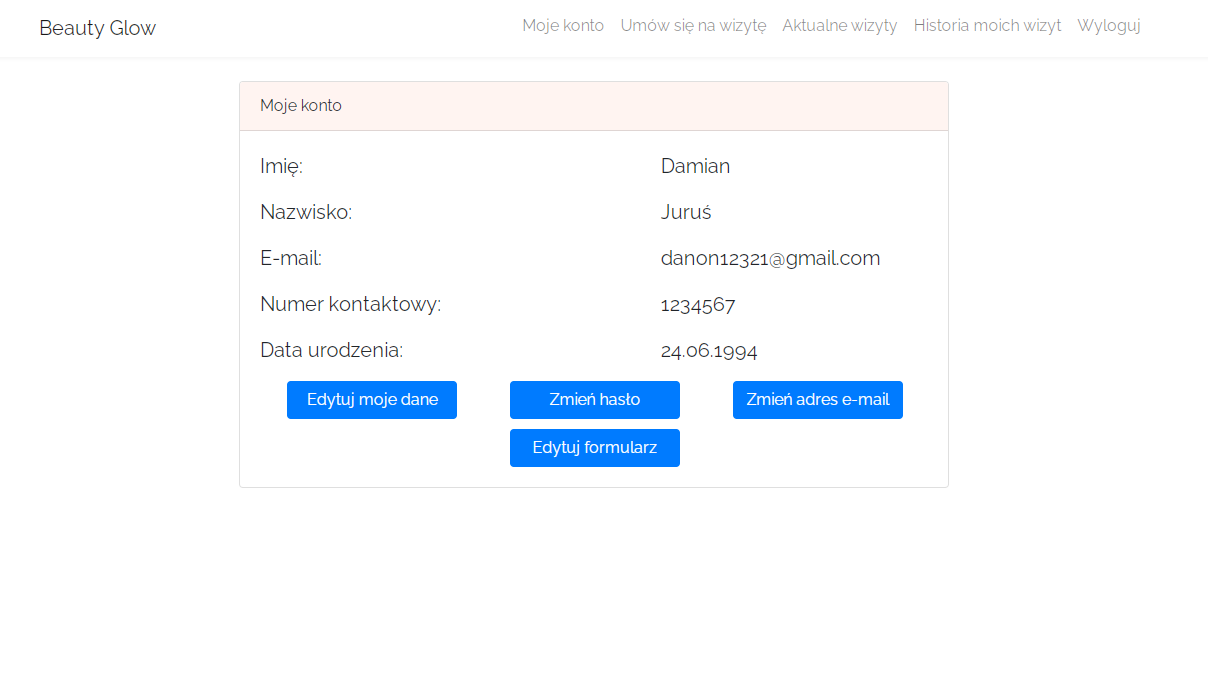 Beauty Glow
Moje konto Umów się na wizytę Aktualne wizyty Historia moich wizyt Wyloguj
Moje konto
Imię: Damian
Nazwisko: Juruś
E-mail: danon12321@gmail.com
Numer kontaktowy: 1234567
Data urodzenia: 24.06.1994
Edytuj moje dane Zmień hasło Zmień adres e-mail
Edytuj formularz